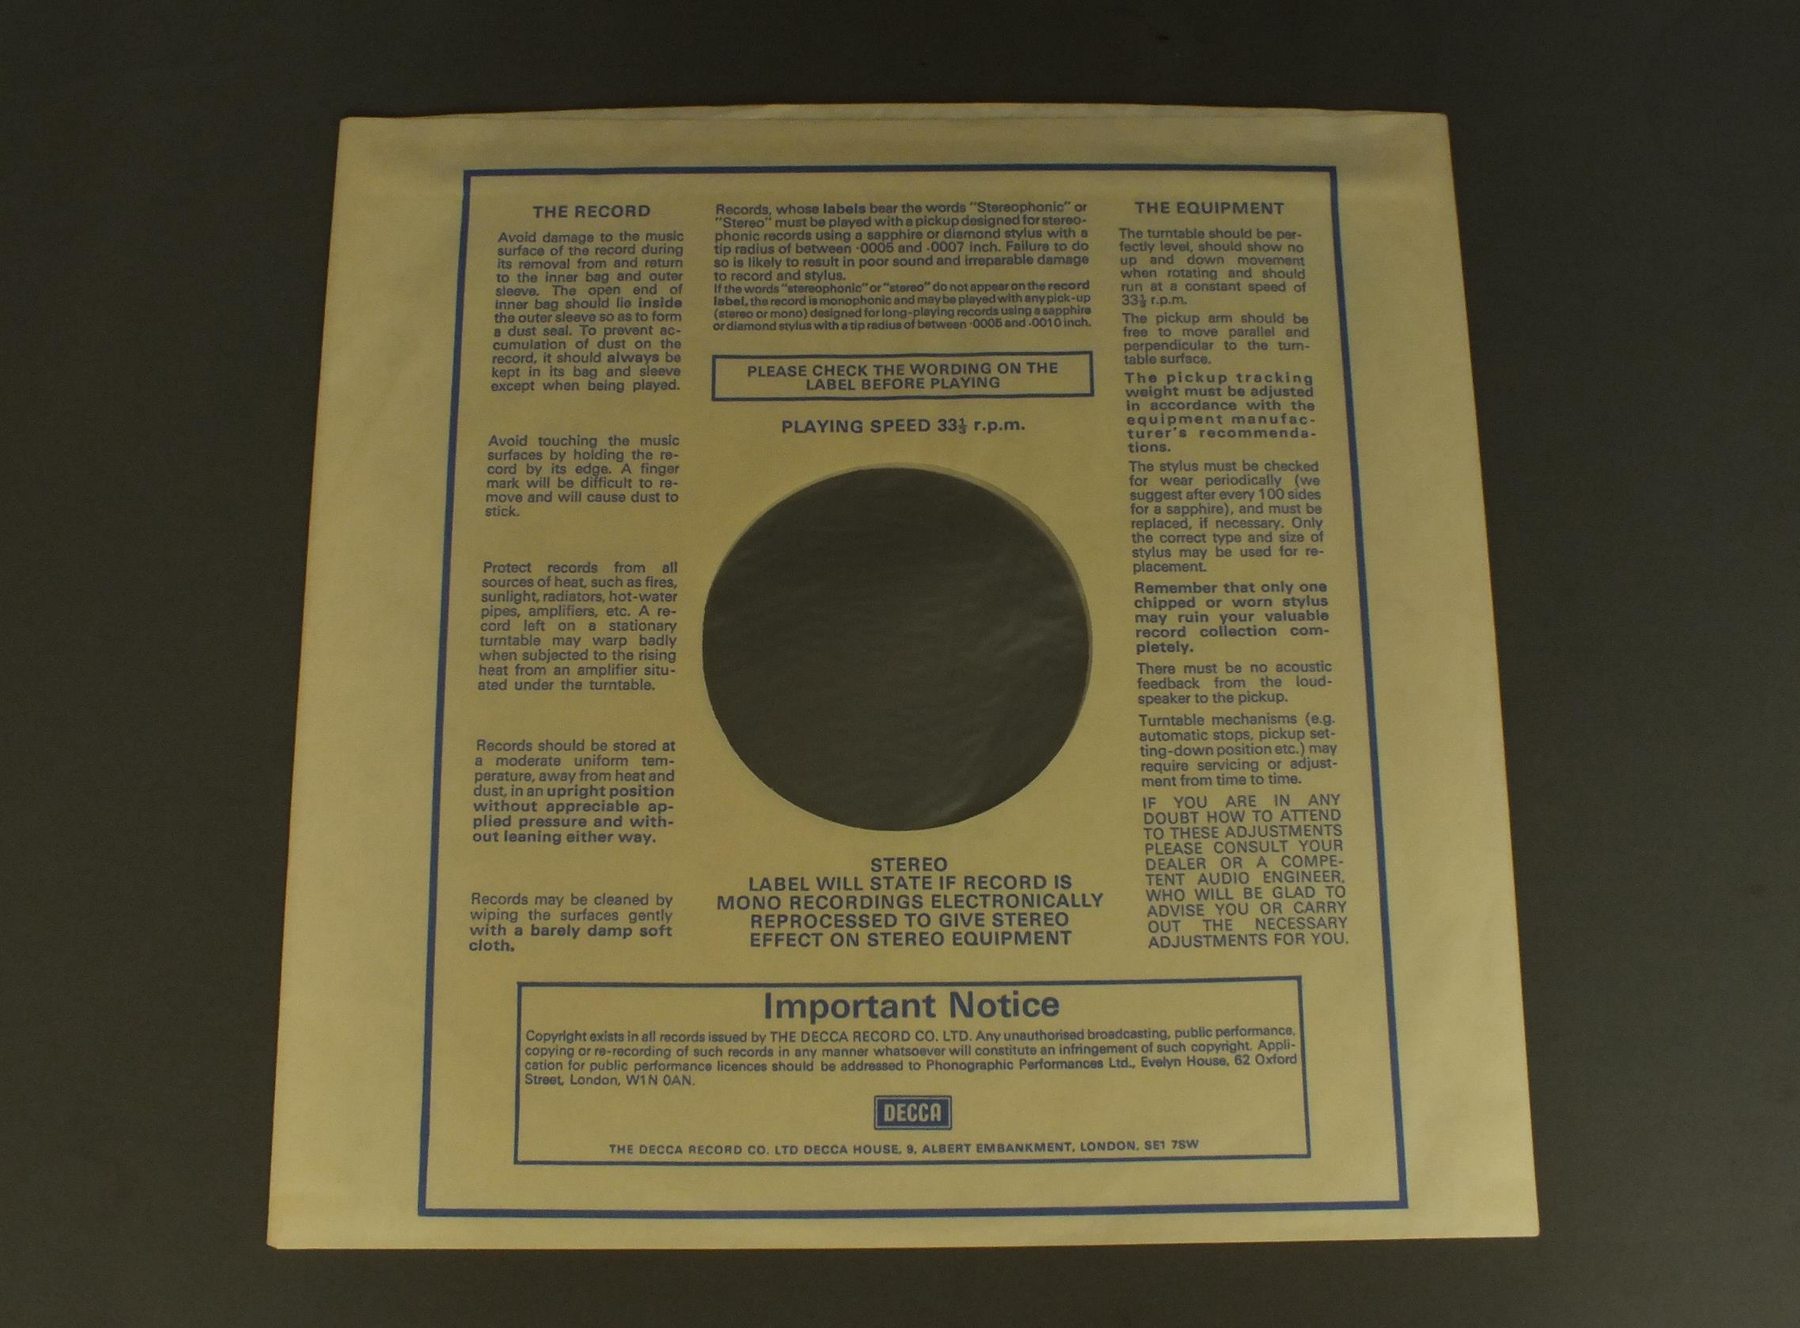 THE RECORD
Avoid damage to the music
surface of the record during
its removal from and return
to the inner bag and outer
sleeve. The open end of
inner bag should lie inside
the outer sleeve so as to form
a dust seal. To prevent ac-
cumulation of dust on the
record, it should always be
kept in its bag and sleeve
except when being played.
Avoid touching the music
surfaces by holding the re-
cord by its edge. A finger
mark will be difficult to re-
move and will cause dust to
stick.
Protect records from all
sources of heat, such as fires,
sunlight, radiators, hot-water
pipes, amplifiers, etc. A re-
cord left on a stationary
turntable may warp badly
when subjected to the rising
heat from an amplifier situ-
ated under the turntable.
Records should be stored at
a moderate uniform tem-
perature, away from heat and
dust, in an upright position
without appreciable ap-
plied pressure and with-
out leaning either way.
Records may be cleaned by
wiping the surfaces gently
with a barely damp soft
cloth.
Records, whose labels bear the words "Stereophonic" or
"Stereo" must be played with a pickup designed for stereo-
phonic records using a sapphire or diamond stylus with a
tip radius of between ·0005 and ·0007 inch. Failure to do
so is likely to result in poor sound and irreparable damage
to record and stylus.
If the words "stereophonic" or "stereo" do not appear on the record
label, the record is monophonic and may be played with any pick-up
(stereo or mono) designed for long-playing records using a sapphire
or diamond stylus with a tip radius of between ·0005 and ·0010 inch.
PLEASE CHECK THE WORDING ON THE
LABEL BEFORE PLAYING
PLAYING SPEED 33⅓ r.p.m.
STEREO
LABEL WILL STATE IF RECORD IS
MONO RECORDINGS ELECTRONICALLY
REPROCESSED TO GIVE STEREO
EFFECT ON STEREO EQUIPMENT
THE EQUIPMENT
The turntable should be per-
fectly level, should show no
up and down movement
when rotating and should
run at a constant speed of
33⅓ r.p.m.
The pickup arm should be
free to move parallel and
perpendicular to the turn-
table surface.
The pickup tracking
weight must be adjusted
in accordance with the
equipment manufac-
turer's recommenda-
tions.
The stylus must be checked
for wear periodically (we
suggest after every 100 sides
for a sapphire), and must be
replaced, if necessary. Only
the correct type and size of
stylus may be used for re-
placement.
Remember that only one
chipped or worn stylus
may ruin your valuable
record collection com-
pletely.
There must be no acoustic
feedback from the loud-
speaker to the pickup.
Turntable mechanisms (e.g.
automatic stops, pickup set-
ting-down position etc.) may
require servicing or adjust-
ment from time to time.
IF YOU ARE IN ANY
DOUBT HOW TO ATTEND
TO THESE ADJUSTMENTS
PLEASE CONSULT YOUR
DEALER OR A COMPE-
TENT AUDIO ENGINEER,
WHO WILL BE GLAD TO
ADVISE YOU OR CARRY
OUT THE NECESSARY
ADJUSTMENTS FOR YOU.
Important Notice
Copyright exists in all records issued by THE DECCA RECORD CO. LTD. Any unauthorised broadcasting, public performance,
copying or re-recording of such records in any manner whatsoever will constitute an infringement of such copyright. Appli-
cation for public performance licences should be addressed to Phonographic Performances Ltd., Evelyn House, 62 Oxford
Street, London, W1N 0AN.
DECCA
THE DECCA RECORD CO. LTD DECCA HOUSE, 9, ALBERT EMBANKMENT, LONDON, SE1 7SW